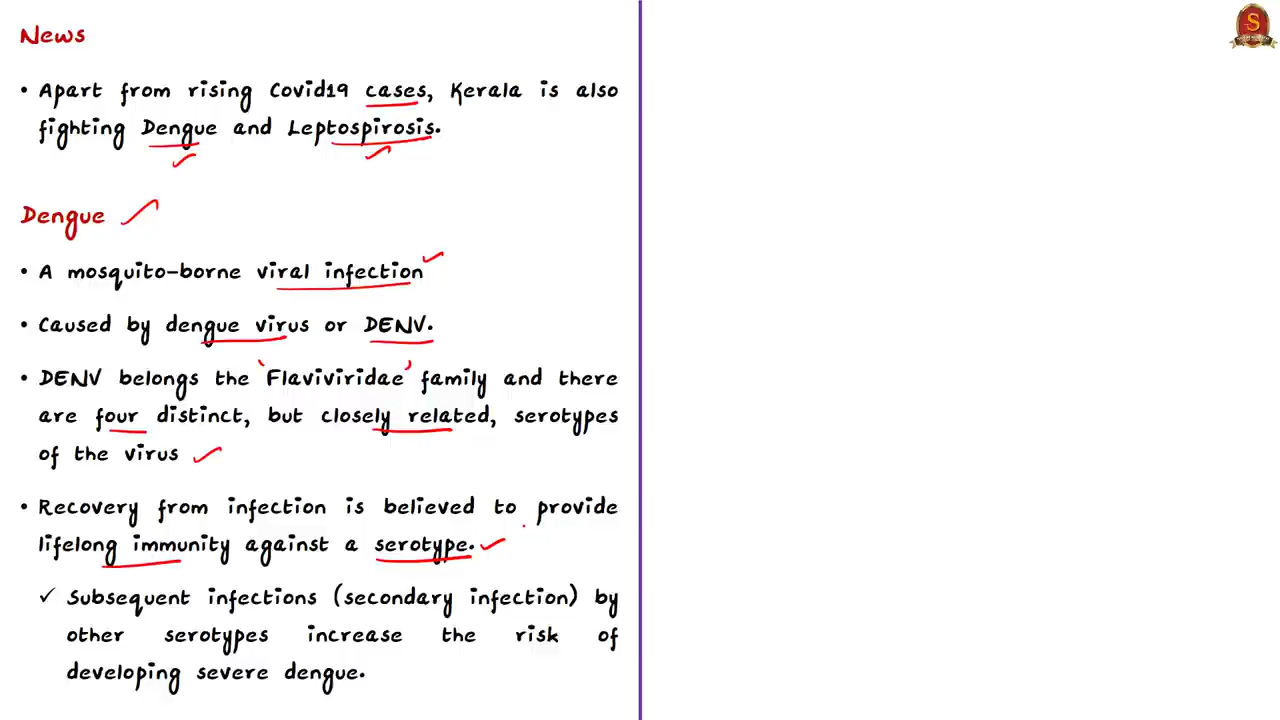 News
• Apart from rising Covid19 cases, Kerala is also
fighting Dengue and Leptospirosis.
Dengue
• A mosquito-borne viral infection
• Caused by dengue virus or DENV.
• DENV belongs the 'Flaviviridae' family and there
are four distinct, but closely related, serotypes
of the virus
• Recovery from infection is believed to provide
lifelong immunity against a serotype.
✓ Subsequent infections (secondary infection) by
other serotypes increase the risk of
developing severe dengue.
S